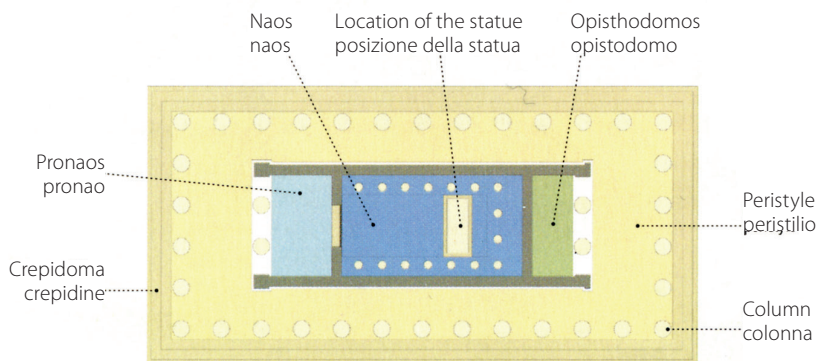 Naos
naos
Location of the statue
posizione della statua
Opisthodomos
opistodomo
Pronaos
pronao
Peristyle
peristilio
Crepidoma
crepidine
Column
colonna